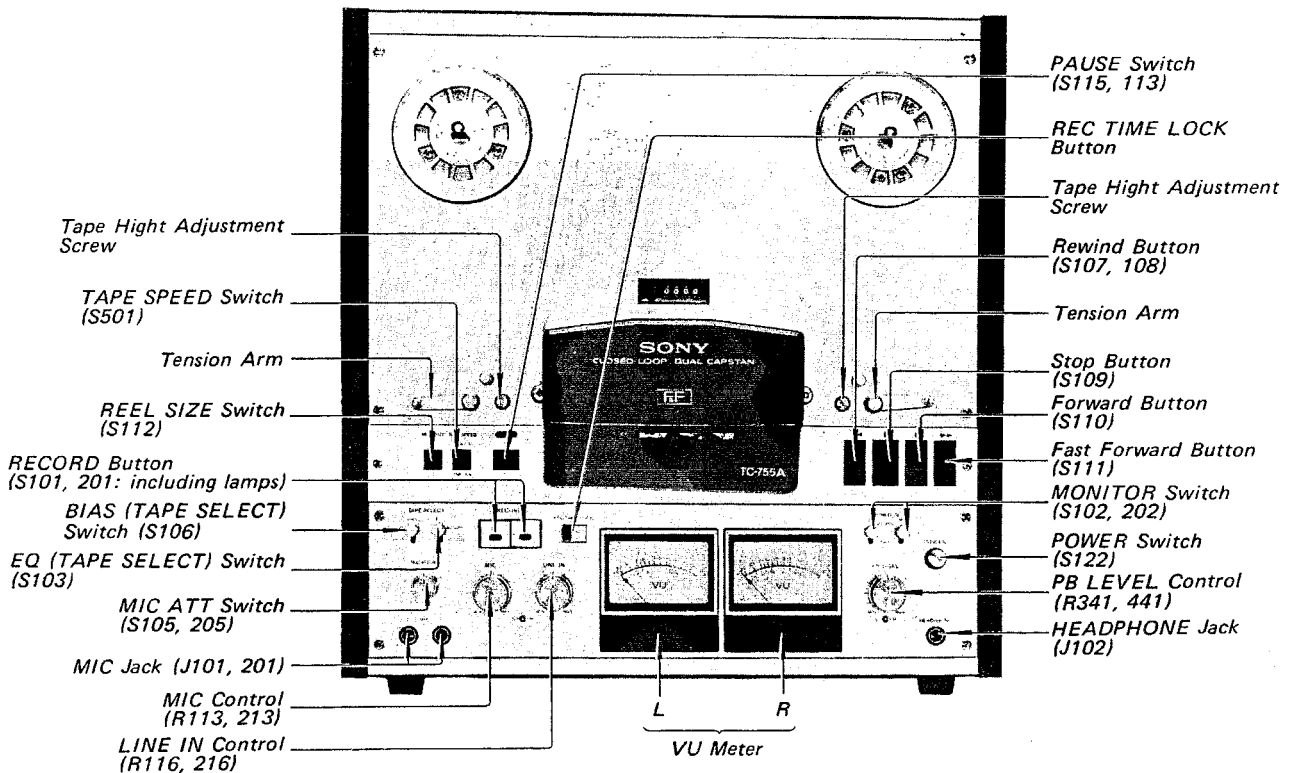 PAUSE Switch
(S115, 113)
REC TIME LOCK
Button
Tape Hight Adjustment
Screw
Rewind Button
(S107, 108)
Tension Arm
Stop Button
(S109)
Forward Button
(S110)
Fast Forward Button
(S111)
MONITOR Switch
(S102, 202)
POWER Switch
(S122)
PB LEVEL Control
(R341, 441)
HEADPHONE Jack
(J102)
Tape Hight Adjustment
Screw
TAPE SPEED Switch
(S501)
Tension Arm
REEL SIZE Switch
(S112)
RECORD Button
(S101, 201: including lamps)
BIAS (TAPE SELECT)
Switch (S106)
EQ (TAPE SELECT) Switch
(S103)
MIC ATT Switch
(S105, 205)
MIC Jack (J101, 201)
MIC Control
(R113, 213)
LINE IN Control
(R116, 216)
SONY
CLOSED LOOP DUAL CAPSTAN
TC-755A
TAPE SELECT
MIC
LINE IN
VU
VU
L
R
VU Meter